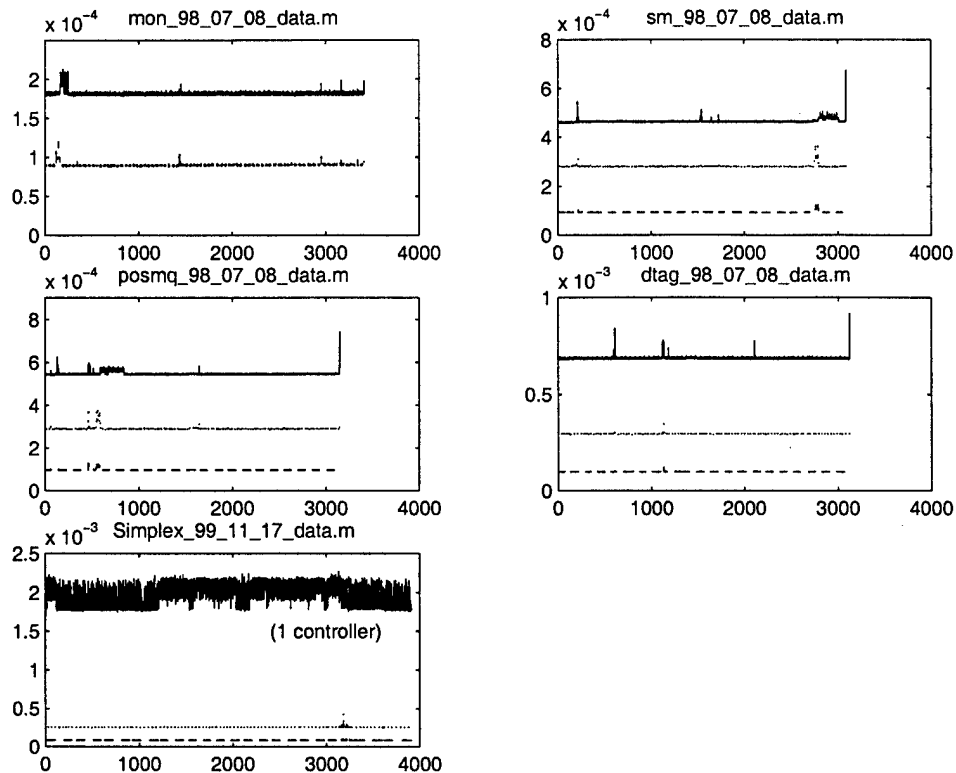 x 10⁻⁴ mon_98_07_08_data.m
2
1.5
1
0.5
0
0 1000 2000 3000 4000
x 10⁻⁴ sm_98_07_08_data.m
8
6
4
2
0
0 1000 2000 3000 4000
x 10⁻⁴ posmq_98_07_08_data.m
8
6
4
2
0
0 1000 2000 3000 4000
x 10⁻³ dtag_98_07_08_data.m
1
0.5
0
0 1000 2000 3000 4000
x 10⁻³ Simplex_99_11_17_data.m
2.5
2
1.5
(1 controller)
1
0.5
0
0 1000 2000 3000 4000